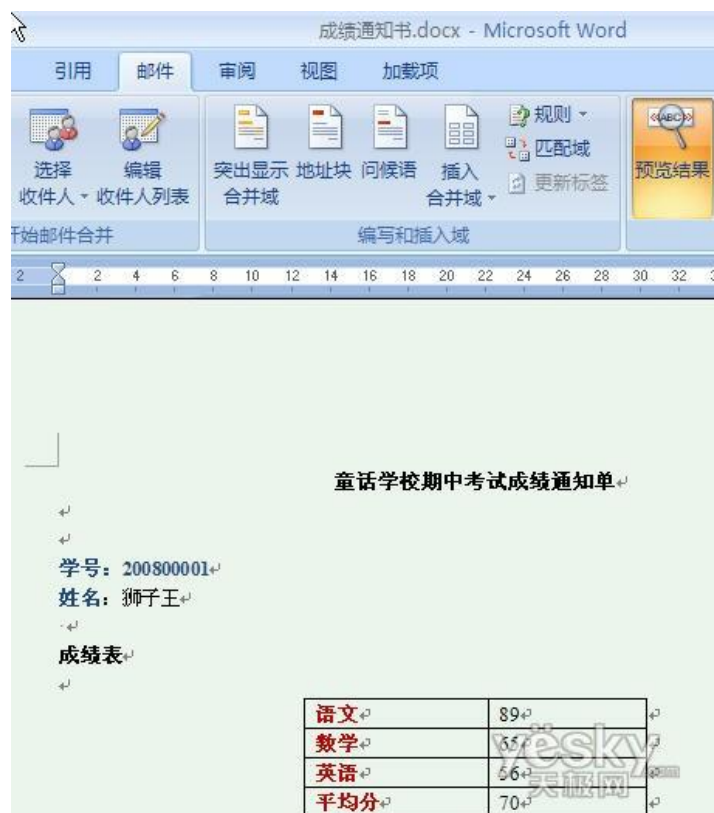 成绩通知书.docx - Microsoft Word
引用 邮件 审阅 视图 加载项
选择收件人 编辑收件人列表 突出显示合并域 地址块 问候语 插入合并域 规则 匹配域 更新标签 «ABC» 预览结果
开始邮件合并 编写和插入域
2 2 4 6 8 10 12 14 16 18 20 22 24 26 28 30 32
童话学校期中考试成绩通知单
学号：200800001
姓名：狮子王
成绩表
语文 89
数学 65
英语 56
平均分 70
yesky.com
天极网